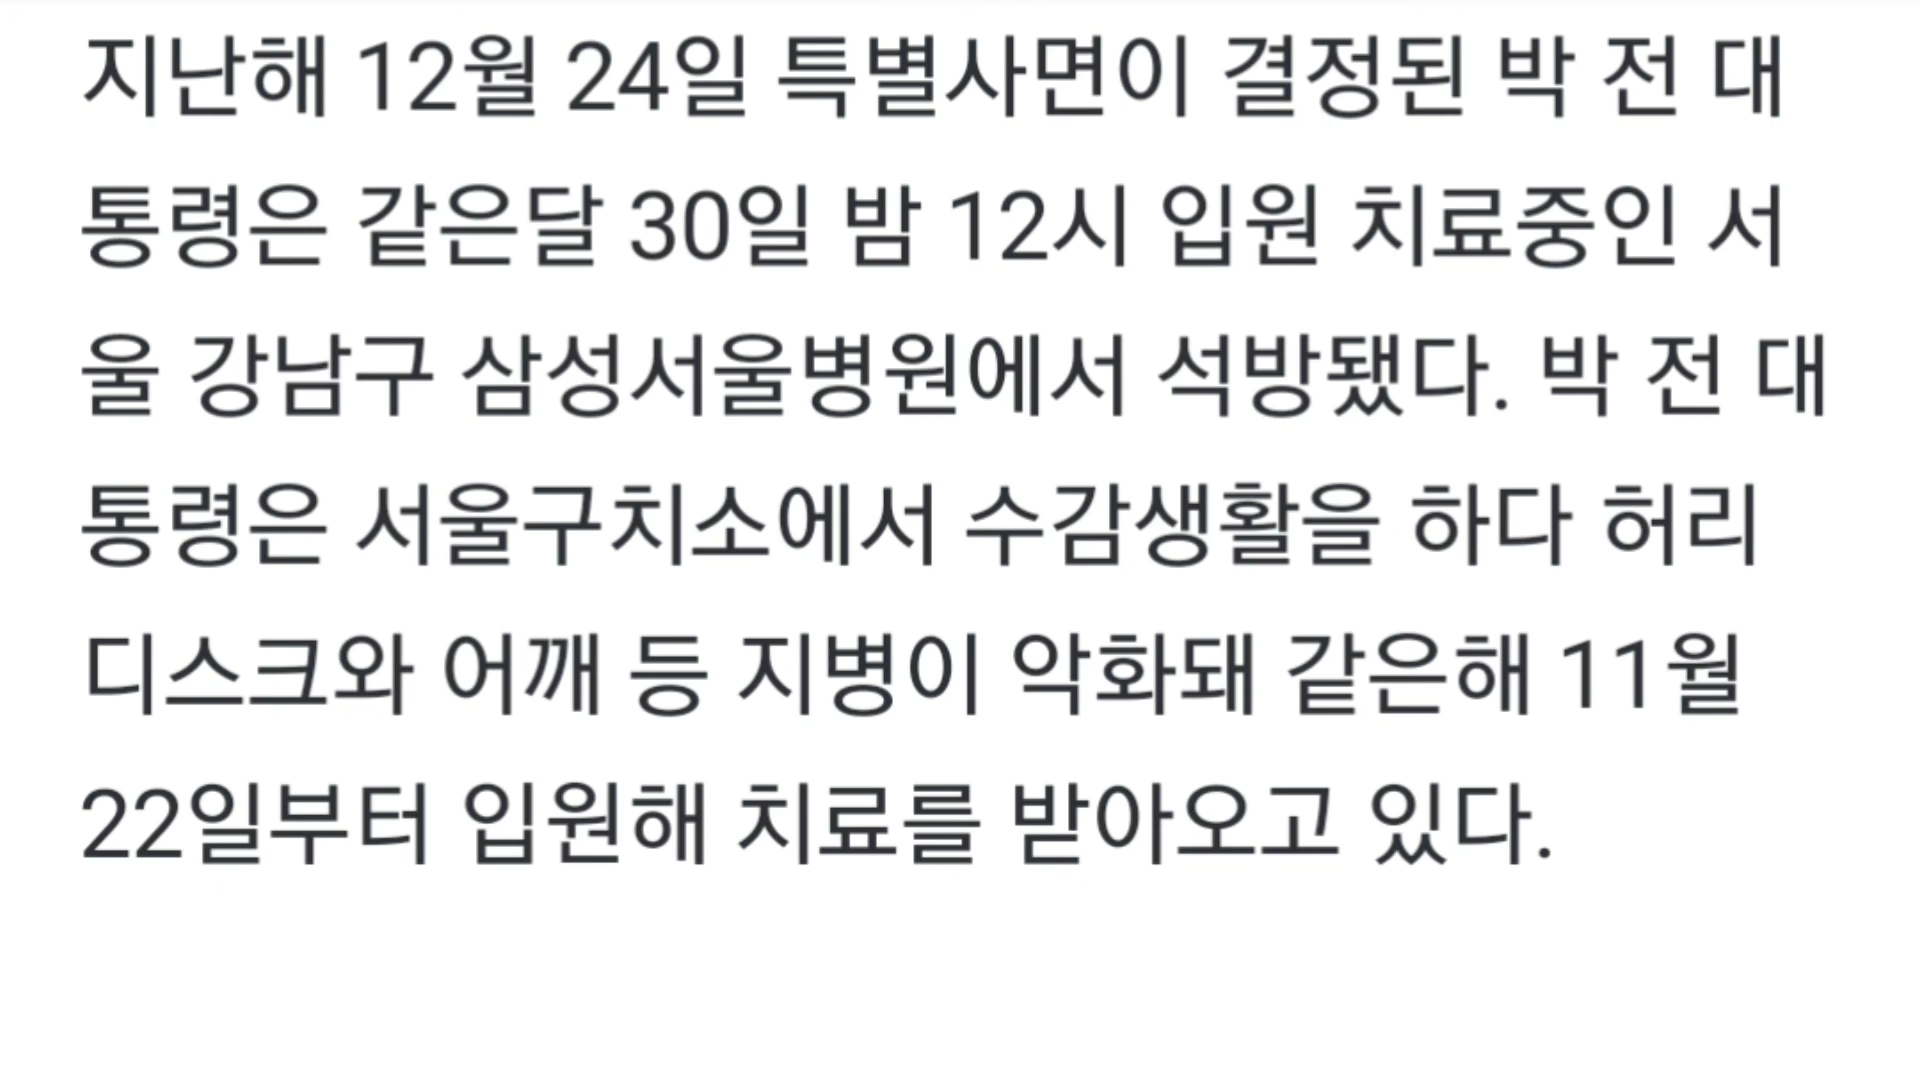 지난해 12월 24일 특별사면이 결정된 박 전 대
통령은 같은달 30일 밤 12시 입원 치료중인 서
울 강남구 삼성서울병원에서 석방됐다. 박 전 대
통령은 서울구치소에서 수감생활을 하다 허리
디스크와 어깨 등 지병이 악화돼 같은해 11월
22일부터 입원해 치료를 받아오고 있다.